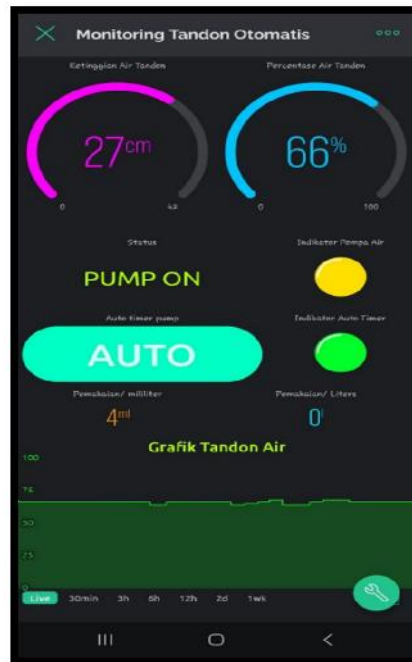 Monitoring Tandon Otomatis
Ketinggian Air Tandon Percentase Air Tandon
27cm 66%
0 42 0 100
Status Indikator Pompa Air
PUMP ON
Auto timer pump Indikator Auto Timer
AUTO
Pemakaian/ mililiter Pemakaian/ Liters
4ml 0l
Grafik Tandon Air
100
75
50
25
0
Live 30min 3h 6h 12h 2d 1wk